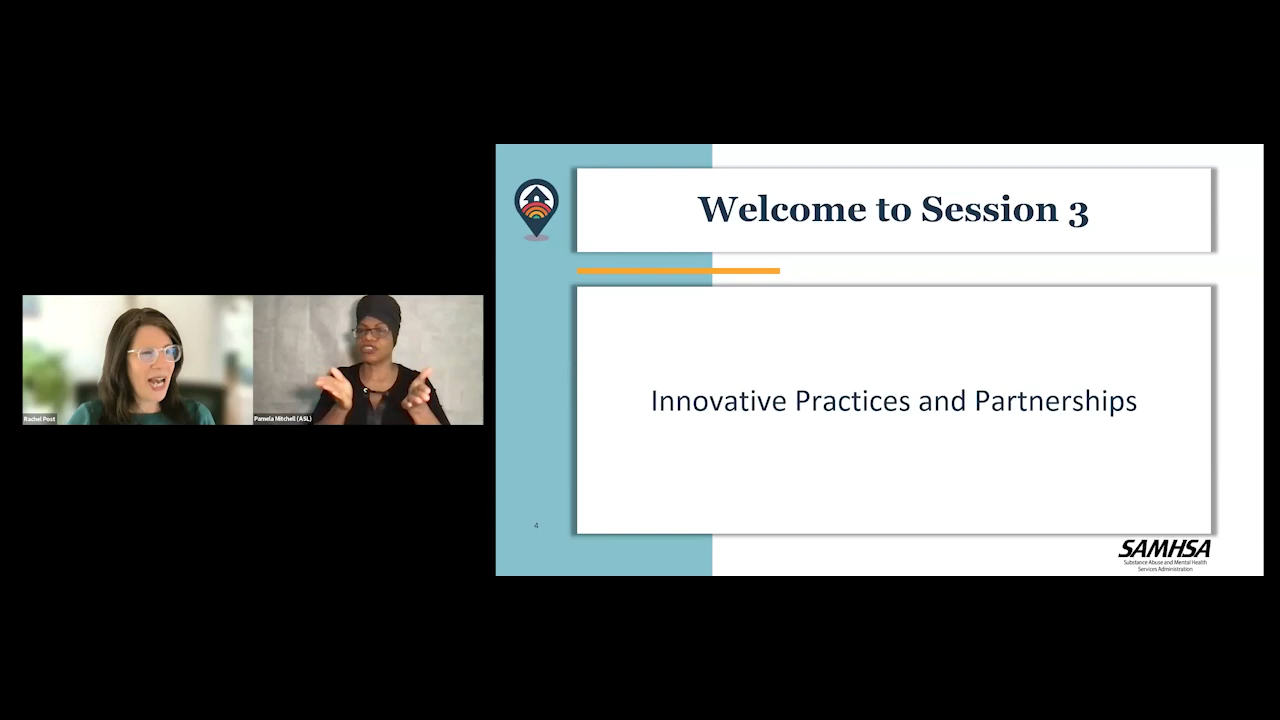 Welcome to Session 3
Innovative Practices and Partnerships
Rachel Post
Pamela Mitchell (ASL)
4
SAMHSA
Substance Abuse and Mental Health
Services Administration